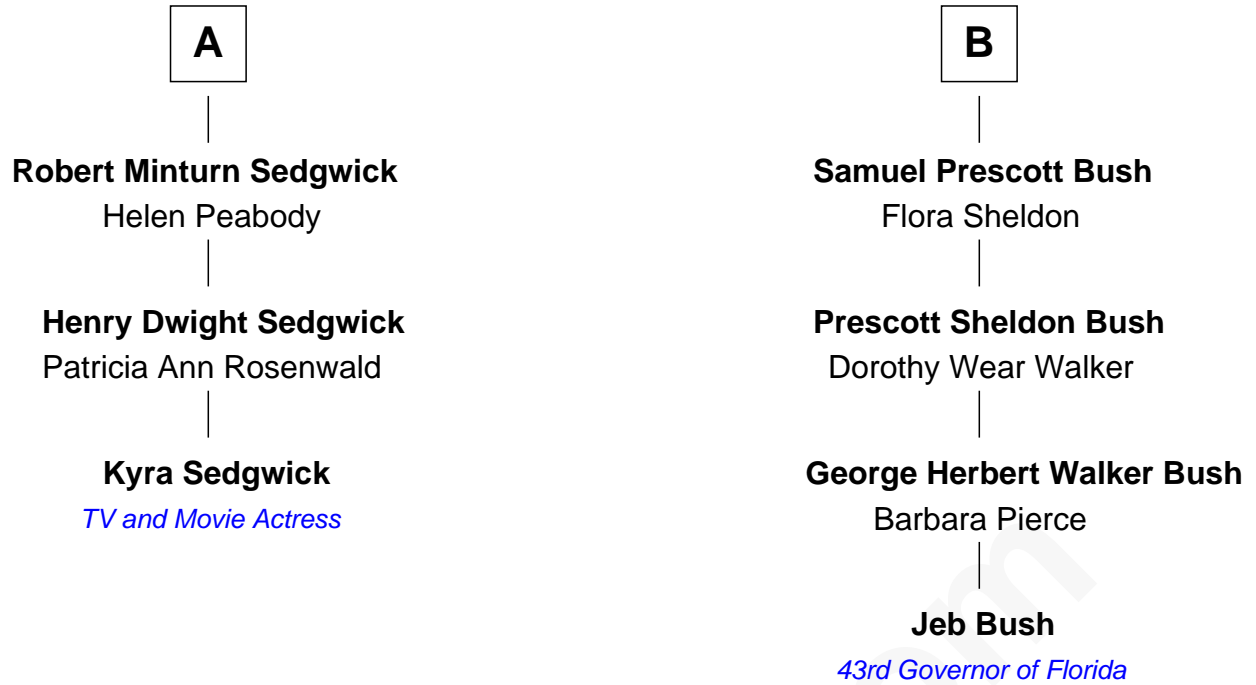 A
Robert Minturn Sedgwick
Helen Peabody
Henry Dwight Sedgwick
Patricia Ann Rosenwald
Kyra Sedgwick
TV and Movie Actress
B
Samuel Prescott Bush
Flora Sheldon
Prescott Sheldon Bush
Dorothy Wear Walker
George Herbert Walker Bush
Barbara Pierce
Jeb Bush
43rd Governor of Florida